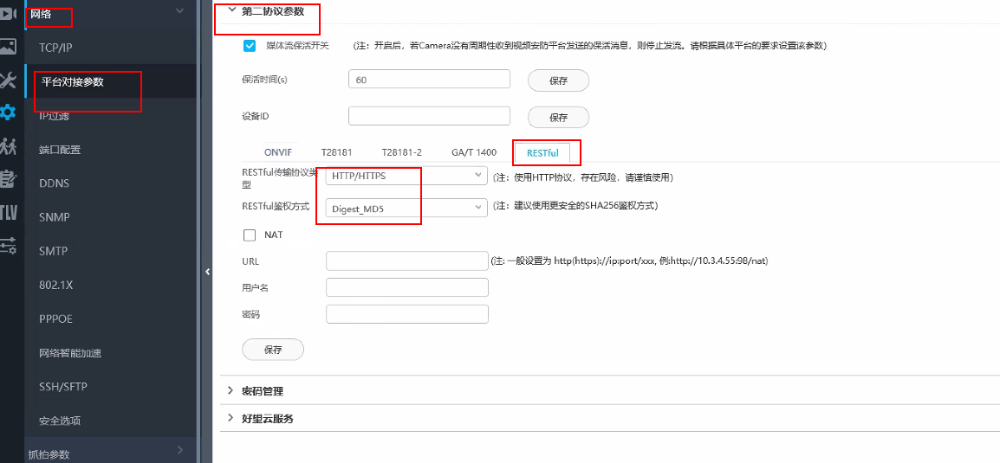 网络
TCP/IP
平台对接参数
IP过滤
端口配置
DDNS
SNMP
SMTP
802.1X
PPPOE
网络智能加速
SSH/SFTP
安全选项
抓拍参数
TLV
第二协议参数
媒体流保活开关 (注：开启后，若Camera没有周期性收到视频安防平台发送的保活消息，则停止发流。请根据具体平台的要求设置该参数)
保活时间(s) 60 保存
设备ID 保存
ONVIF T28181 T28181-2 GA/T 1400 RESTful
RESTful传输协议类型 HTTP/HTTPS (注：使用HTTP协议，存在风险，请谨慎使用)
RESTful鉴权方式 Digest_MD5 (注：建议使用更安全的SHA256鉴权方式)
NAT
URL (注: 一般设置为 http(https)://ip:port/xxx, 例:http://10.3.4.55:98/nat)
用户名
密码
保存
密码管理
好望云服务